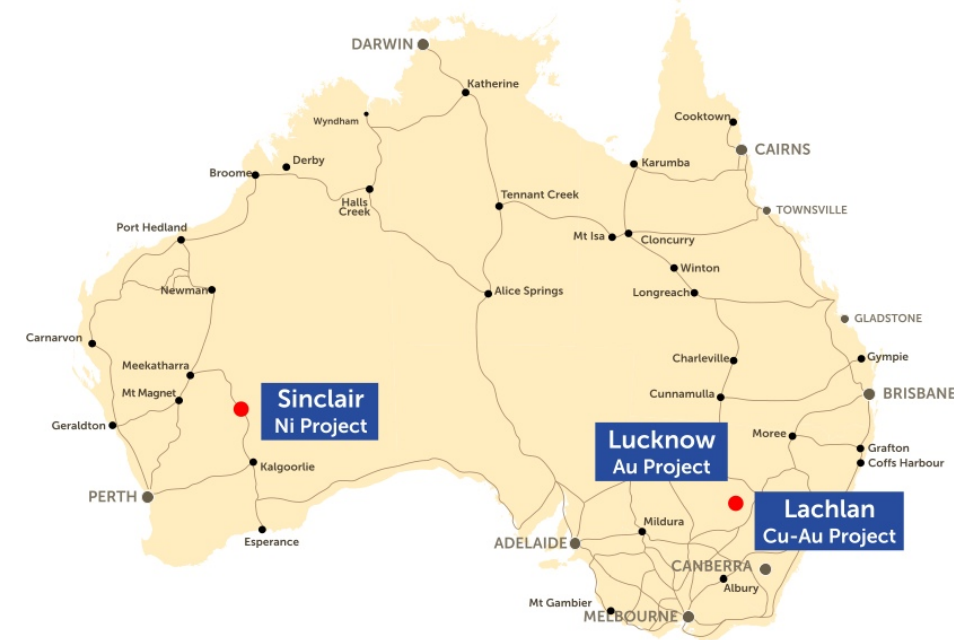 DARWIN
Katherine
Wyndham
Cooktown
CAIRNS
Karumba
Derby
Broome
Halls
Creek
Tennant Creek
TOWNSVILLE
Port Hedland
Mt Isa
Cloncurry
Winton
Newman
Alice Springs
Longreach
GLADSTONE
Carnarvon
Meekatharra
Charleville
Gympie
Mt Magnet
Sinclair
Ni Project
Cunnamulla
BRISBANE
Geraldton
Lucknow
Au Project
Moree
Grafton
Coffs Harbour
Kalgoorlie
PERTH
Lachlan
Cu-Au Project
Mildura
Esperance
ADELAIDE
CANBERRA
Albury
Mt Gambier
MELBOURNE